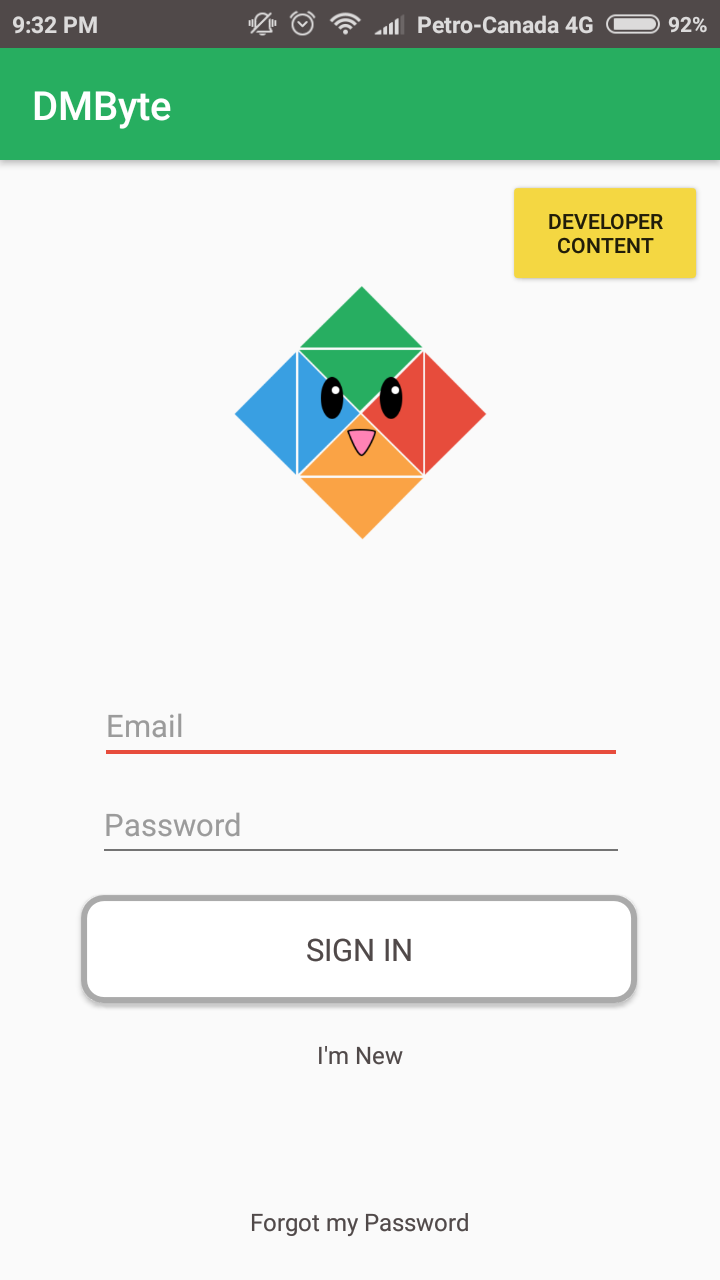 9:32 PM Petro-Canada 4G 92%
DMByte
DEVELOPER
CONTENT
Email
Password
SIGN IN
I'm New
Forgot my Password